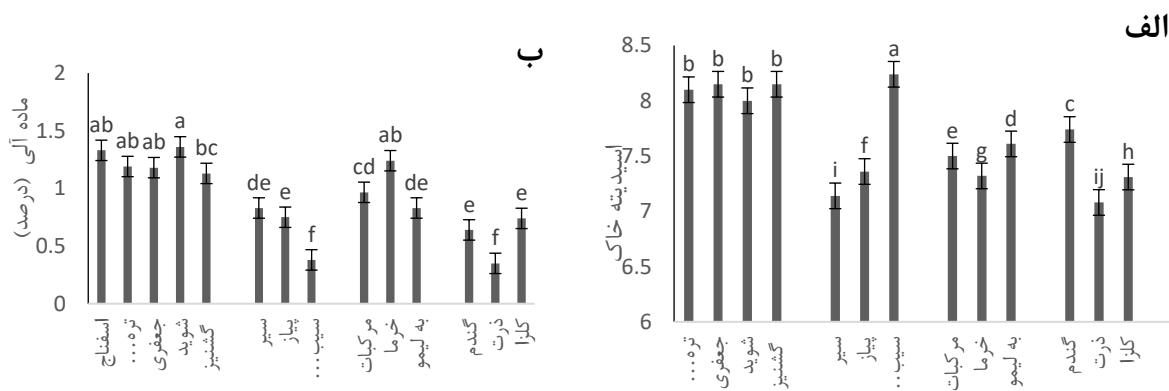 الف
8.5
8
7.5
7
6.5
6
اسیدیته خاک
b b b b
i f a
e g d
c ij h
تره...
جعفری
شوید
گشنیز
سیر
پیاز
سیب...
مرکبات
خرما
به لیمو
گندم
ذرت
کلزا
ب
2
1.5
1
0.5
0
ماده آلی (درصد)
ab ab ab a bc
de e f
cd ab de
e f e
اسفناج
تره...
جعفری
شوید
گشنیز
سیر
پیاز
سیب...
مرکبات
خرما
به لیمو
گندم
ذرت
کلزا